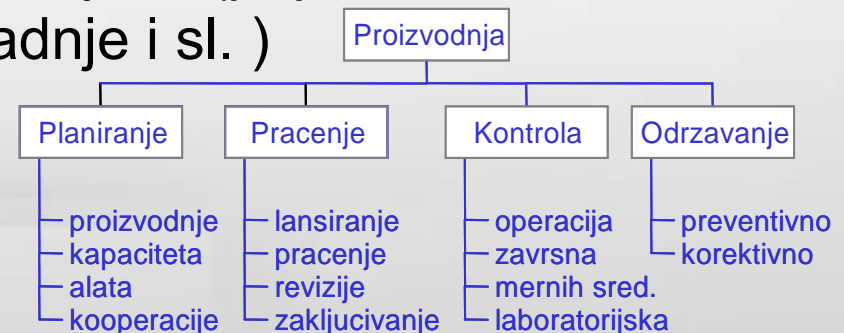 adnje i sl. )
Proizvodnja
Planiranje
Pracenje
Kontrola
Odrzavanje
proizvodnje
kapaciteta
alata
kooperacije
lansiranje
pracenje
revizije
zakljucivanje
operacija
zavrsna
mernih sred.
laboratorijska
preventivno
korektivno